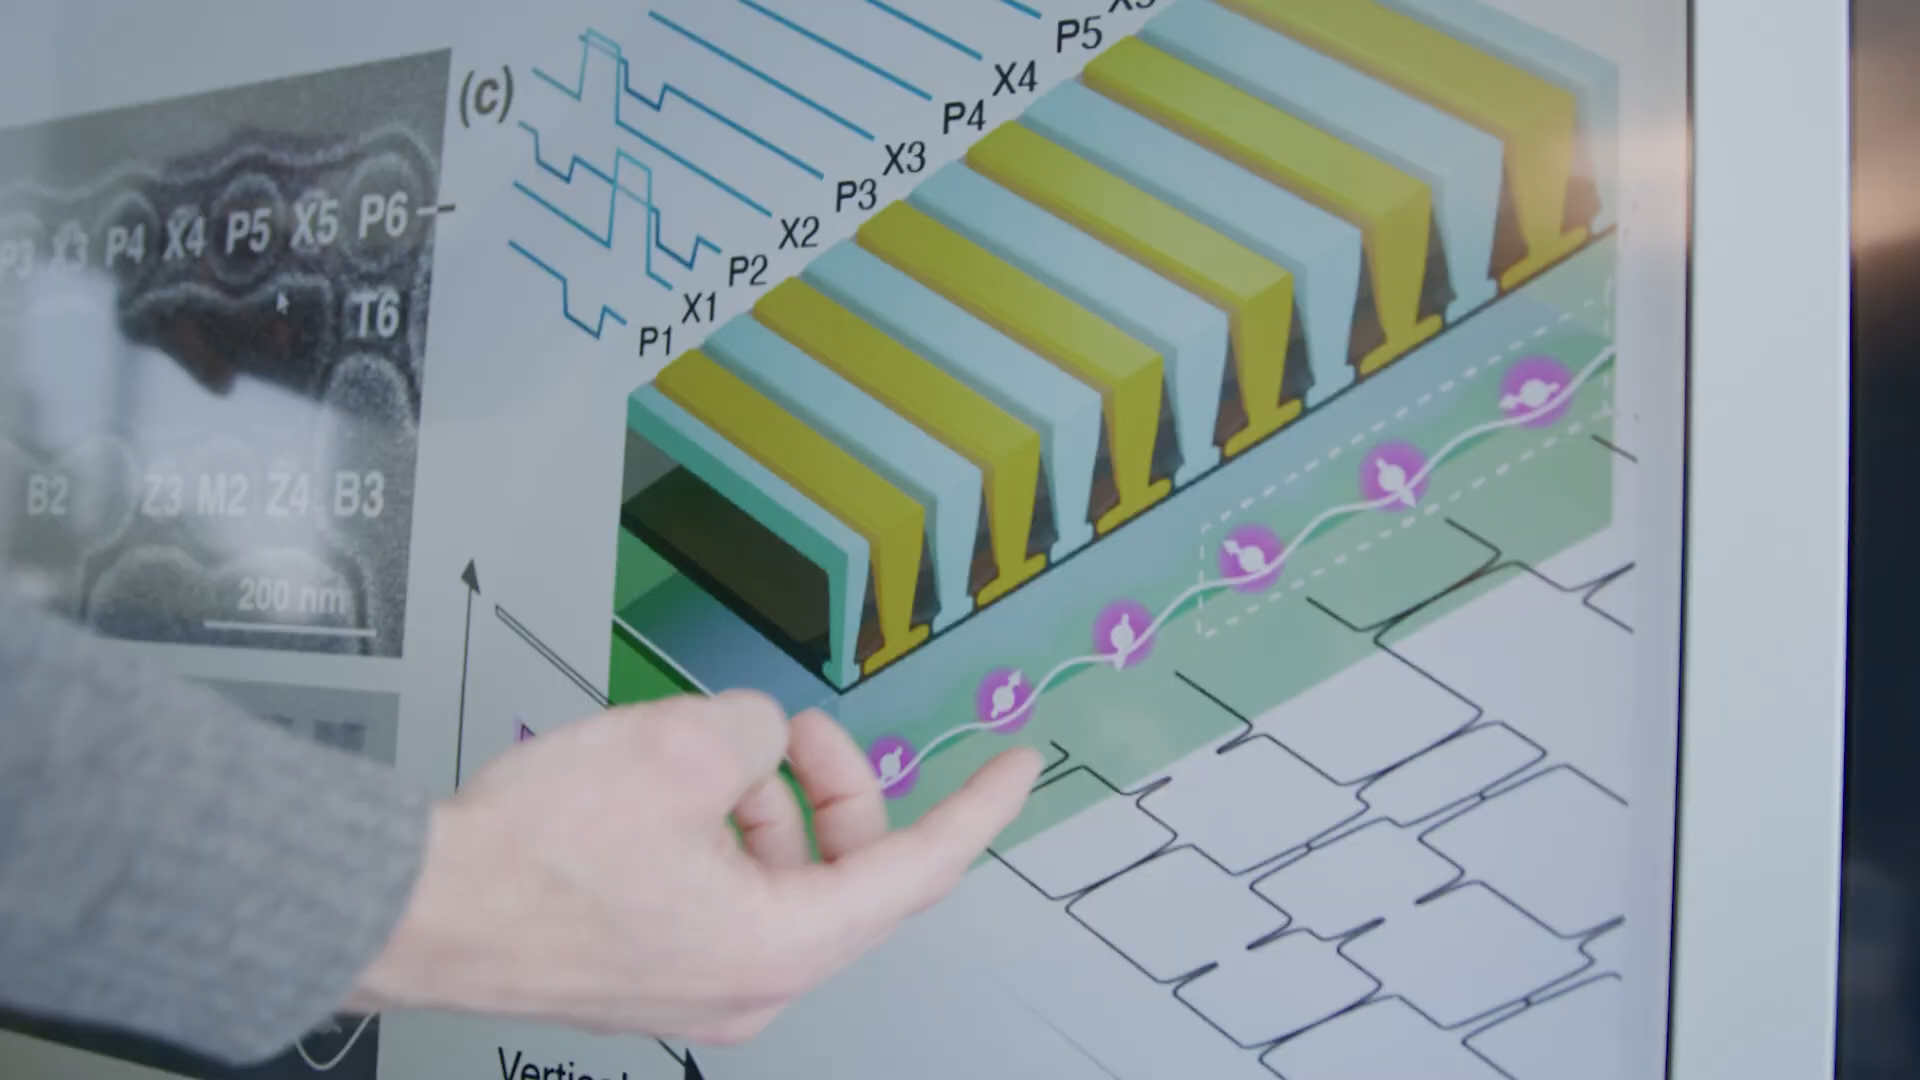 (c)
P3 X3 P4 X4 P5 X5 P6
T6
B2 Z3 M2 Z4 B3
200 nm
P5
X4
P4
X3
P3
X2
P2
X1
P1